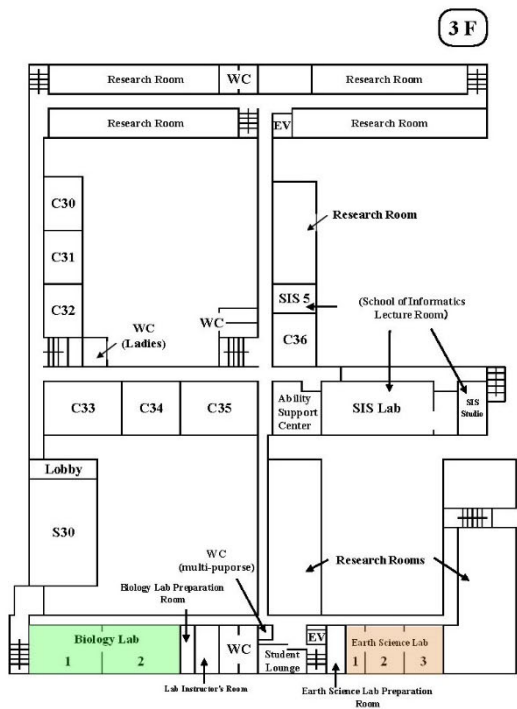 3 F
Research Room
WC
Research Room
Research Room
EV
Research Room
C30
Research Room
C31
SIS 5
(School of Informatics
Lecture Room)
C32
WC
WC
(Ladies)
C36
C33
C34
C35
Ability
Support
Center
SIS Lab
SIS
Studio
Lobby
S30
WC
(multi-puporse)
Research Rooms
Biology Lab Preparation
Room
Biology Lab
1
2
WC
EV
Student
Lounge
Earth Science Lab
1
2
3
Lab Instructor's Room
Earth Science Lab Preparation
Room